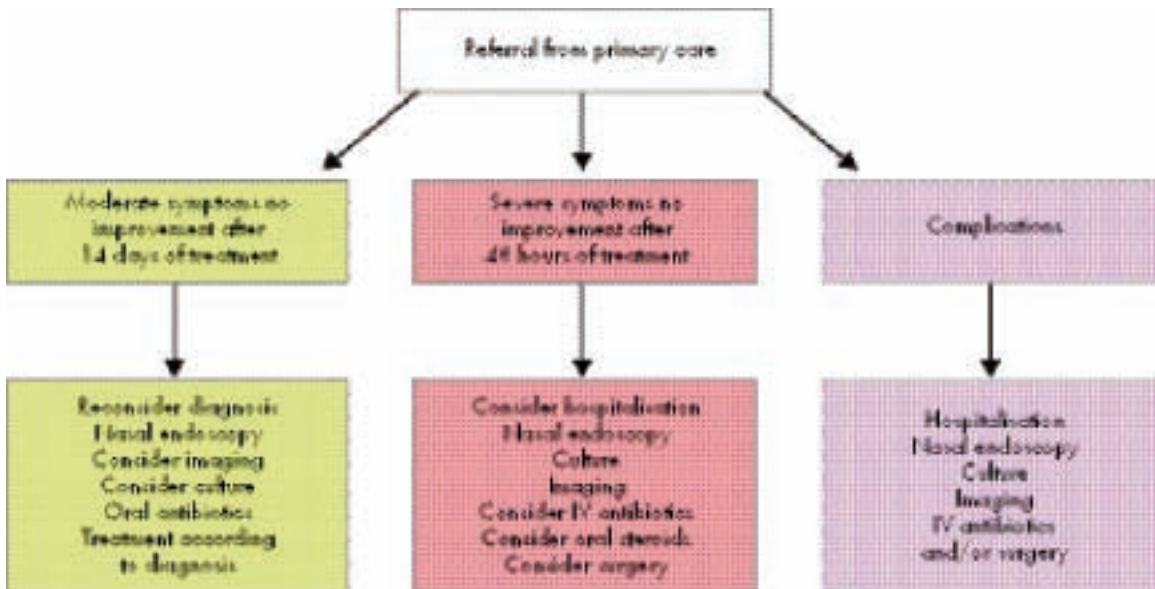 Referral from primary care
Moderate symptoms no
improvement after
14 days of treatment
Severe symptoms no
improvement after
48 hours of treatment
Complications
Reconsider diagnosis
Nasal endoscopy
Consider imaging
Consider culture
Oral antibiotics
Treatment according
to diagnosis
Consider hospitalisation
Nasal endoscopy
Culture
Imaging
Consider IV antibiotics
Consider oral steroids
Consider surgery
Hospitalisation
Nasal endoscopy
Culture
Imaging
IV antibiotics
and/or surgery